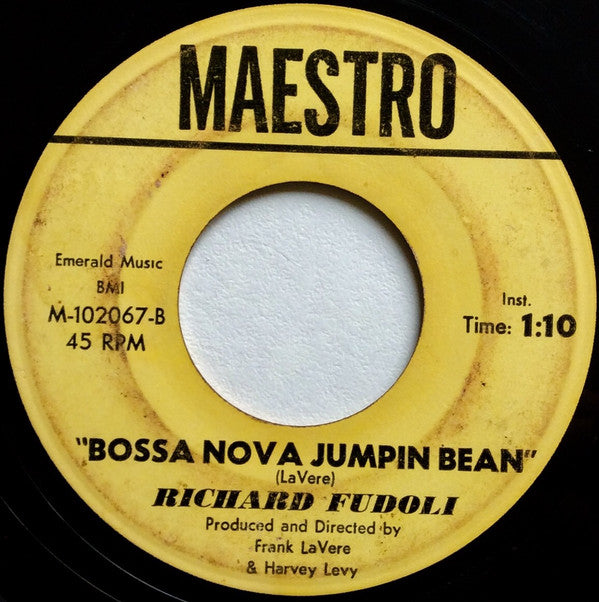 MAESTRO
Emerald Music
BMI
M-102067-B
45 RPM
Inst.
Time: 1:10
"BOSSA NOVA JUMPIN BEAN"
(LaVere)
RICHARD FUDOLI
Produced and Directed by
Frank LaVere
& Harvey Levy